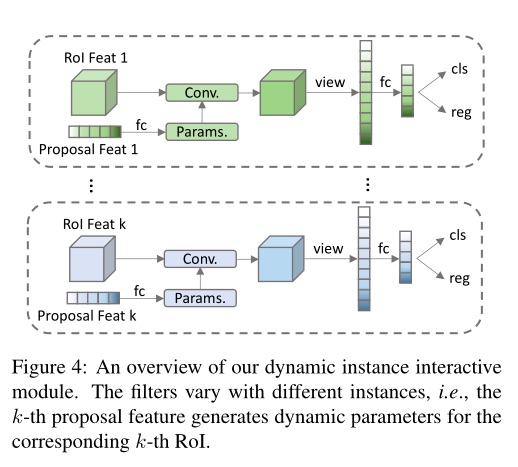 RoI Feat 1
Conv.
view
fc
cls
reg
fc
Params.
Proposal Feat 1
...
...
RoI Feat k
Conv.
view
fc
cls
reg
fc
Params.
Proposal Feat k
Figure 4: An overview of our dynamic instance interactive
module. The filters vary with different instances, i.e., the
k-th proposal feature generates dynamic parameters for the
corresponding k-th RoI.